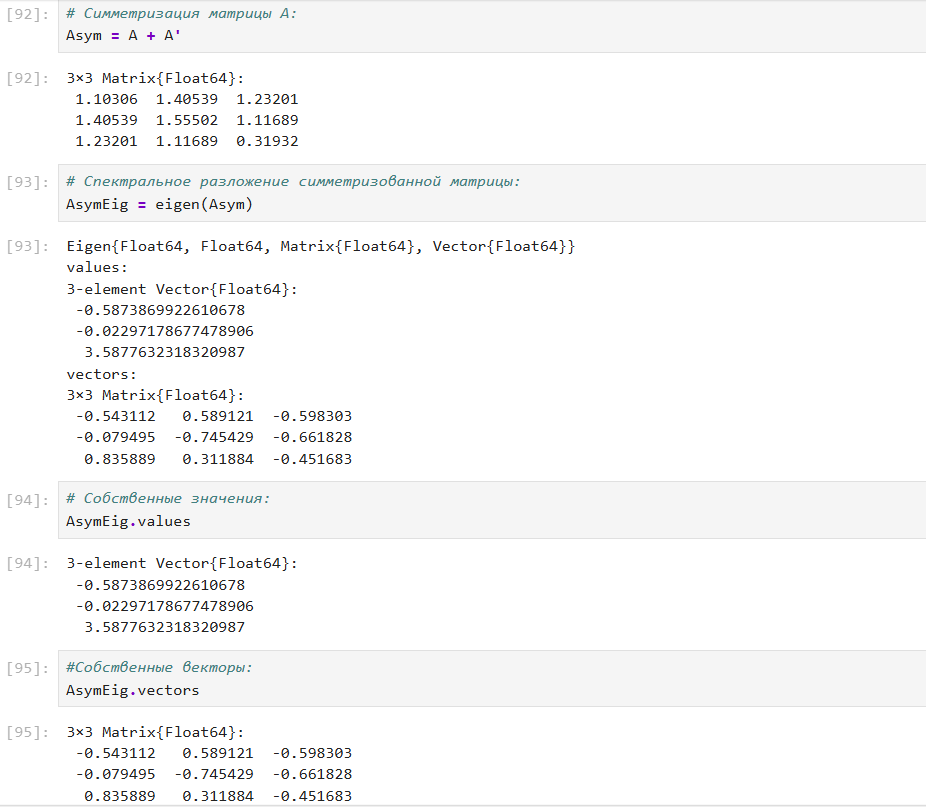 [92]: # Симметризация матрицы A:
Asym = A + A'
[92]: 3×3 Matrix{Float64}:
1.10306 1.40539 1.23201
1.40539 1.55502 1.11689
1.23201 1.11689 0.31932
[93]: # Спектральное разложение симметризованной матрицы:
AsymEig = eigen(Asym)
[93]: Eigen{Float64, Float64, Matrix{Float64}, Vector{Float64}}
values:
3-element Vector{Float64}:
-0.5873869922610678
-0.02297178677478906
3.5877632318320987
vectors:
3×3 Matrix{Float64}:
-0.543112 0.589121 -0.598303
-0.079495 -0.745429 -0.661828
0.835889 0.311884 -0.451683
[94]: # Собственные значения:
AsymEig.values
[94]: 3-element Vector{Float64}:
-0.5873869922610678
-0.02297178677478906
3.5877632318320987
[95]: #Собственные векторы:
AsymEig.vectors
[95]: 3×3 Matrix{Float64}:
-0.543112 0.589121 -0.598303
-0.079495 -0.745429 -0.661828
0.835889 0.311884 -0.451683